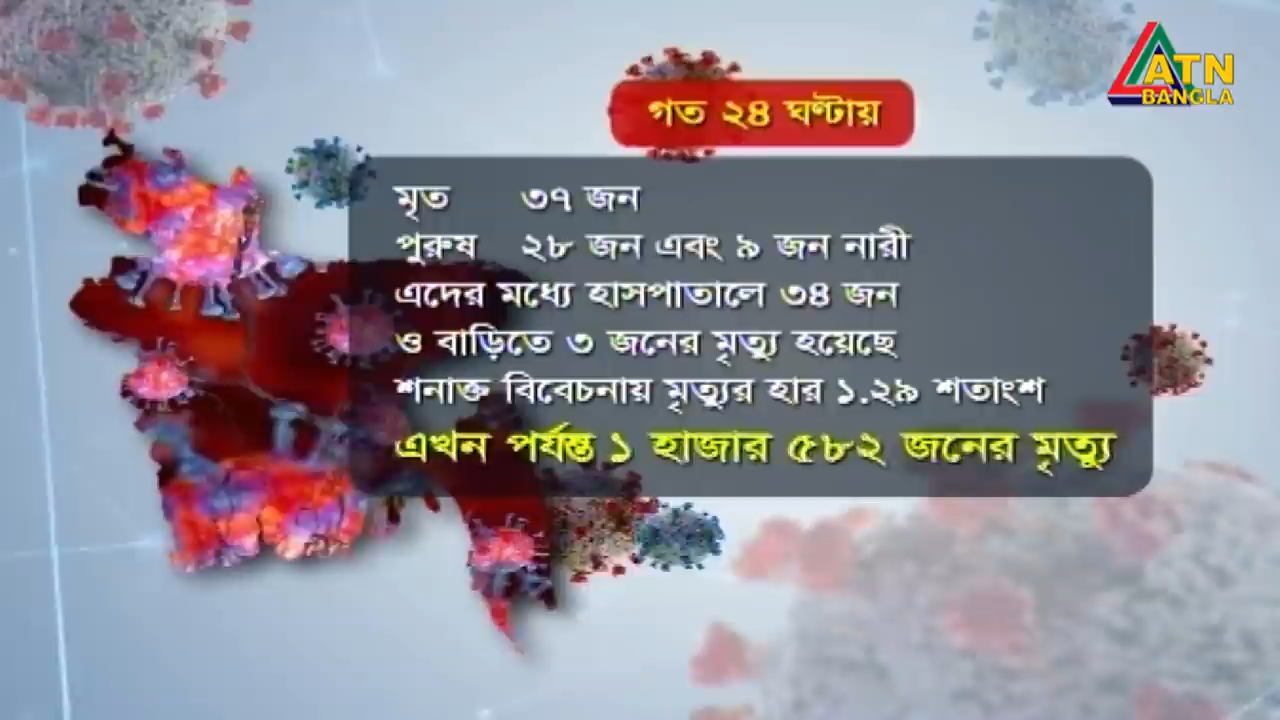 ATN
BANGLA
গত ২৪ ঘণ্টায়
মৃত ৩৭ জন
পুরুষ ২৮ জন এবং ৯ জন নারী
এদের মধ্যে হাসপাতালে ৩৪ জন
ও বাড়িতে ৩ জনের মৃত্যু হয়েছে
শনাক্ত বিবেচনায় মৃত্যুর হার ১.২৯ শতাংশ
এখন পর্যন্ত ১ হাজার ৫৮২ জনের মৃত্যু